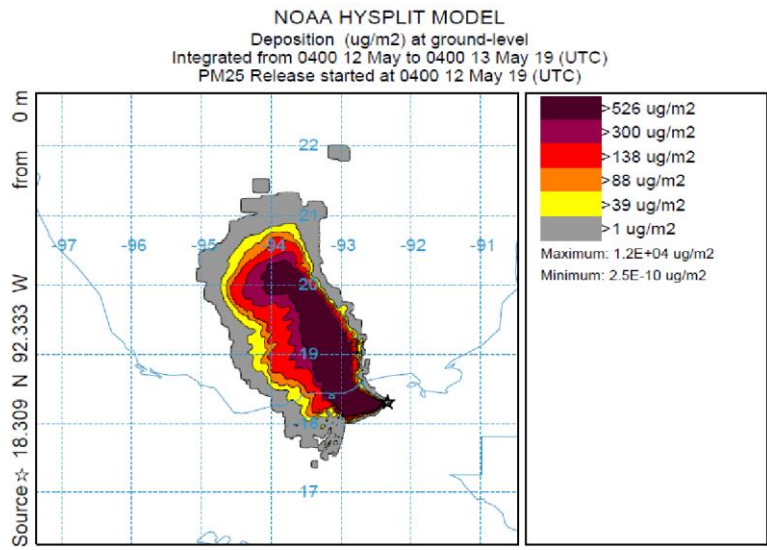 NOAA HYSPLIT MODEL
Deposition (ug/m2) at ground-level
Integrated from 0400 12 May to 0400 13 May 19 (UTC)
PM25 Release started at 0400 12 May 19 (UTC)
Source ☆ 18.309 N 92.333 W from 0 m
22
21
-97 -96 -95 -94 -93 -92 -91
20
19
18
17
>526 ug/m2
>300 ug/m2
>138 ug/m2
>88 ug/m2
>39 ug/m2
>1 ug/m2
Maximum: 1.2E+04 ug/m2
Minimum: 2.5E-10 ug/m2